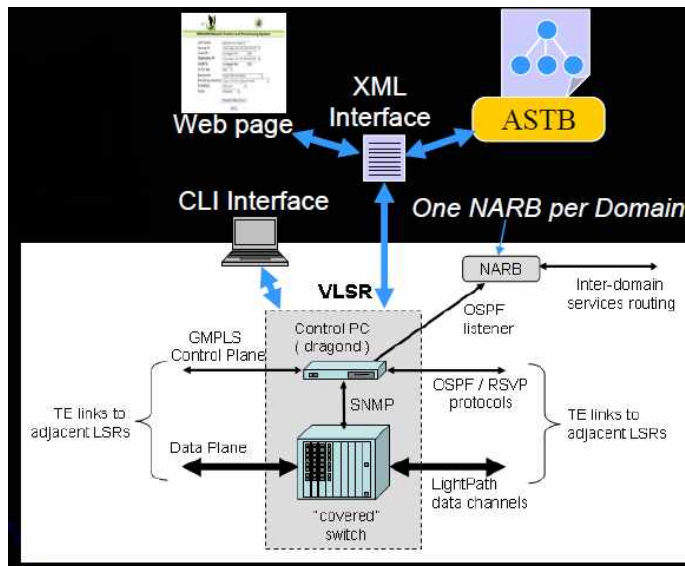 XML
Interface
Web page
ASTB
CLI Interface
One NARB per Domain
NARB
Inter-domain
services routing
VLSR
OSPF
listener
Control PC
( dragond )
GMPLS
Control Plane
OSPF / RSVP
protocols
SNMP
TE links to
adjacent LSRs
TE links to
adjacent LSRs
Data Plane
LightPath
data channels
"covered"
switch